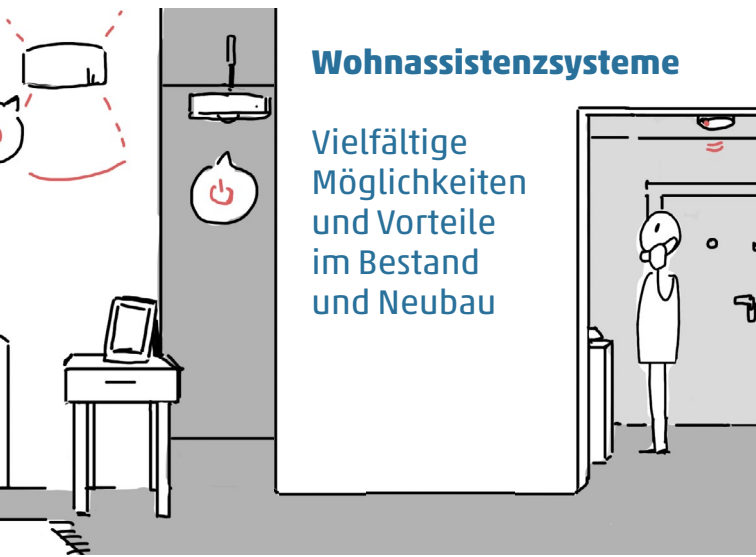 Wohnassistenzsysteme
Vielfältige
Möglichkeiten
und Vorteile
im Bestand
und Neubau